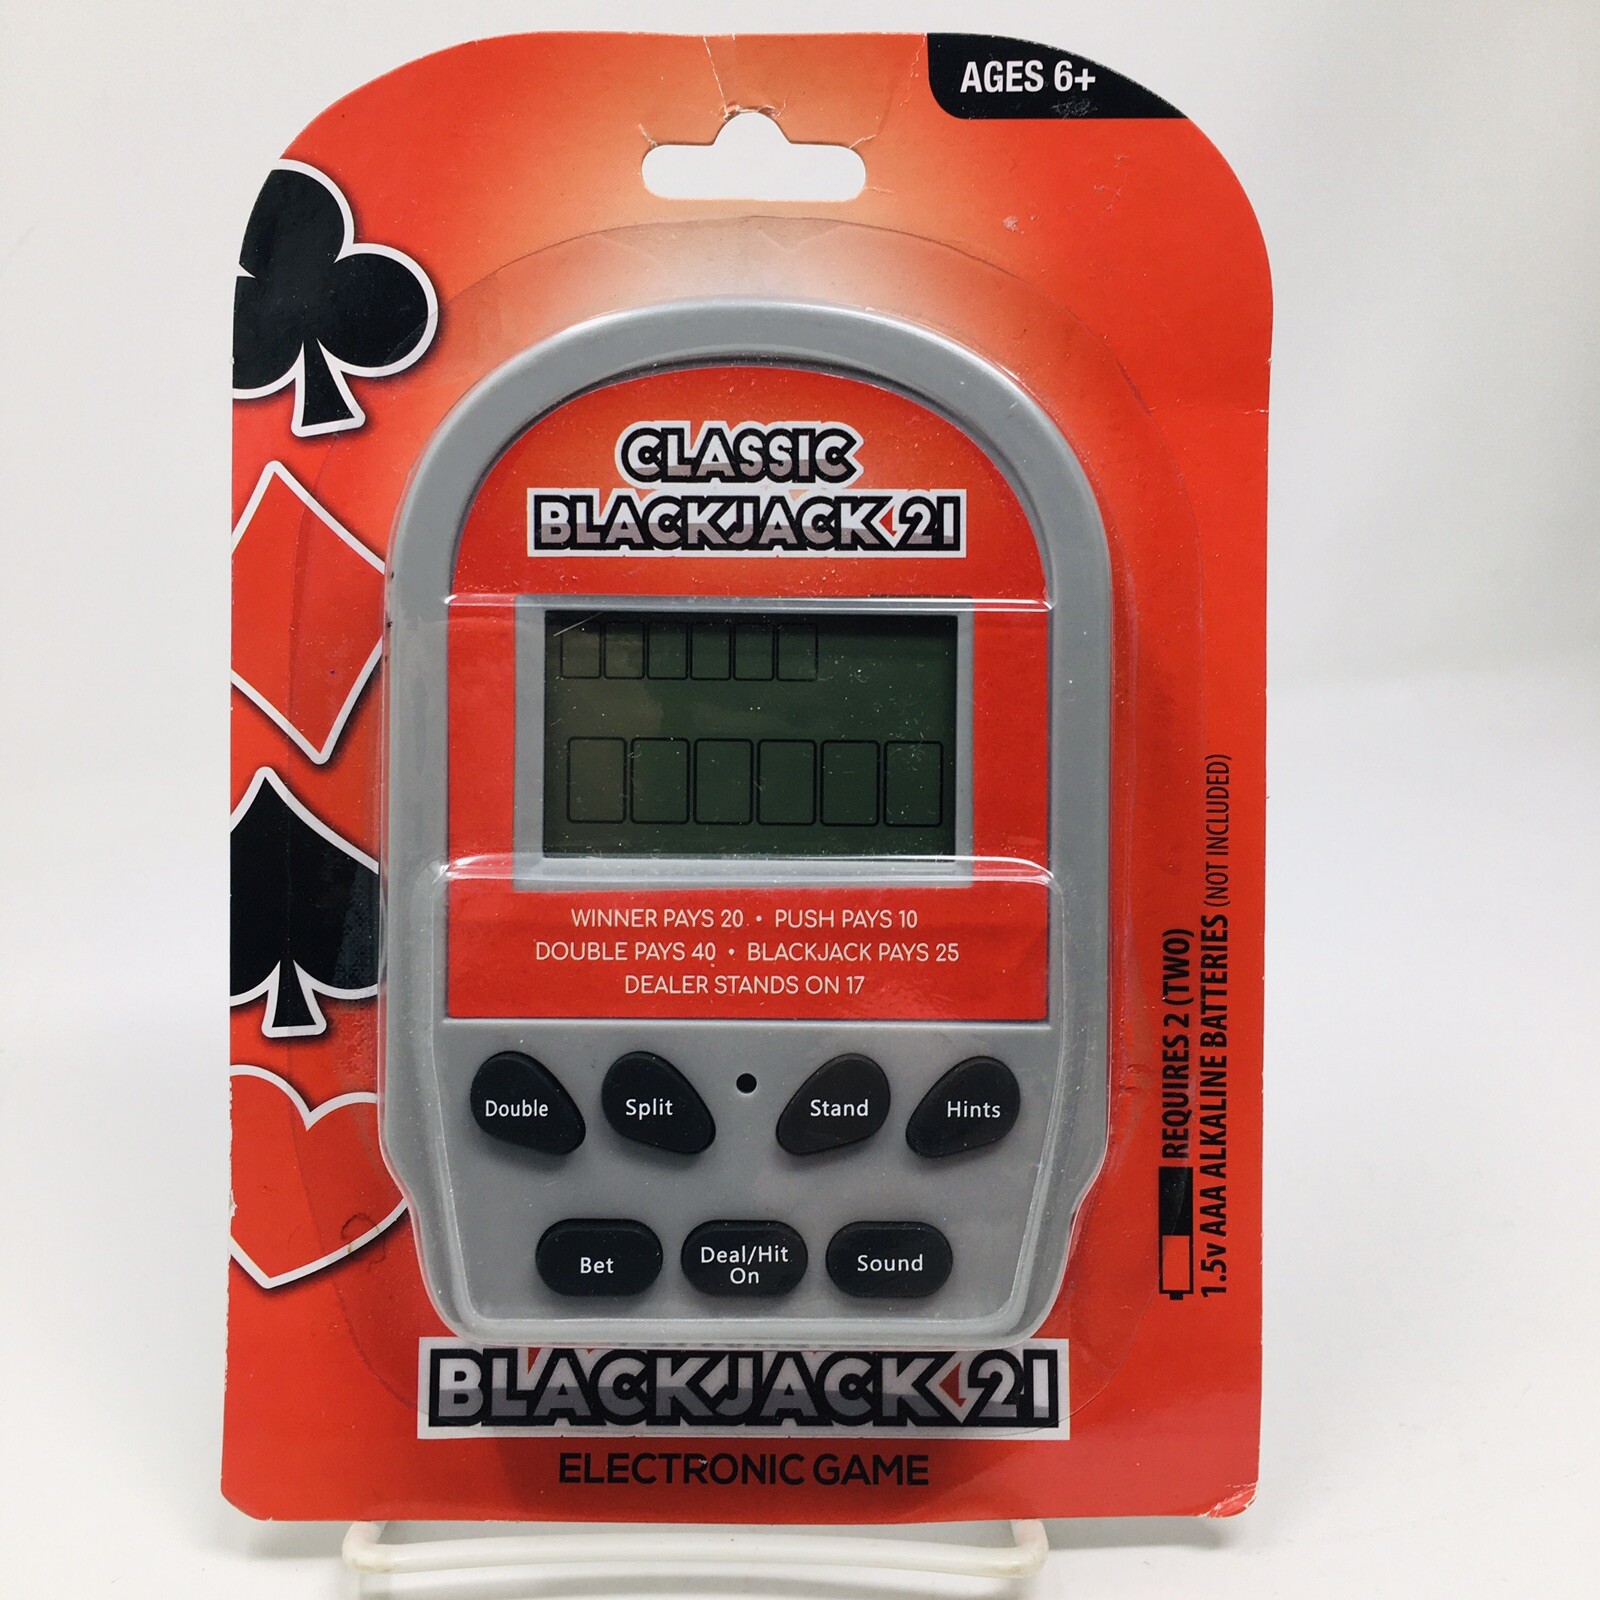 AGES 6+
CLASSIC
BLACKJACK 21
WINNER PAYS 20 • PUSH PAYS 10
DOUBLE PAYS 40 • BLACKJACK PAYS 25
DEALER STANDS ON 17
Double
Split
Stand
Hints
Bet
Deal/Hit
On
Sound
REQUIRES 2 (TWO)
1.5v AAA ALKALINE BATTERIES (NOT INCLUDED)
BLACKJACK 21
ELECTRONIC GAME